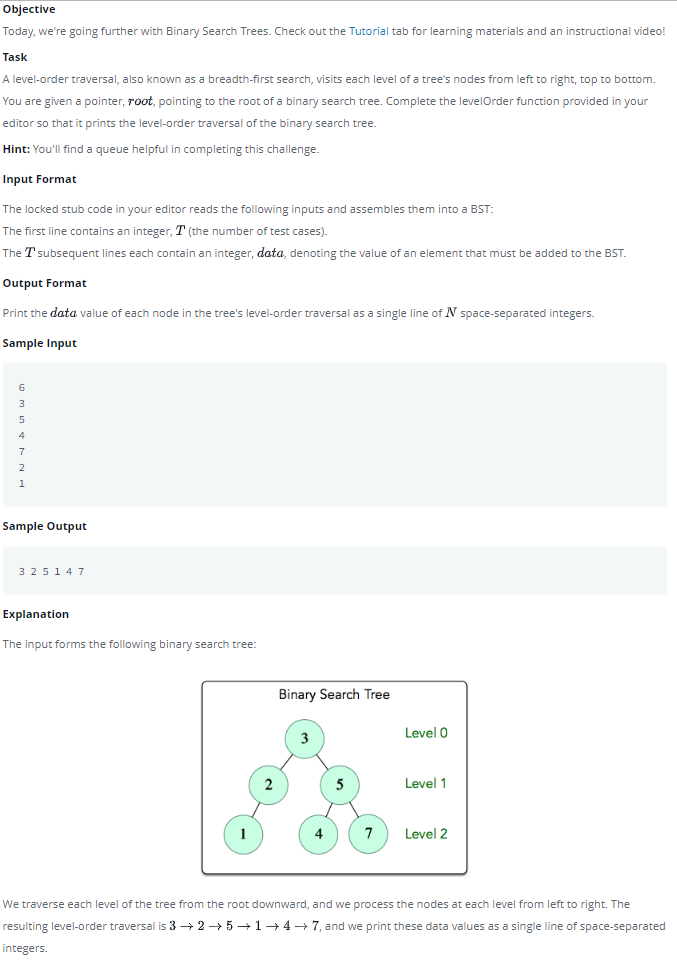 Objective
Today, we're going further with Binary Search Trees. Check out the Tutorial tab for learning materials and an instructional video!
Task
A level-order traversal, also known as a breadth-first search, visits each level of a tree's nodes from left to right, top to bottom.
You are given a pointer, root, pointing to the root of a binary search tree. Complete the levelOrder function provided in your
editor so that it prints the level-order traversal of the binary search tree.
Hint: You'll find a queue helpful in completing this challenge.
Input Format
The locked stub code in your editor reads the following inputs and assembles them into a BST:
The first line contains an integer, T (the number of test cases).
The T subsequent lines each contain an integer, data, denoting the value of an element that must be added to the BST.
Output Format
Print the data value of each node in the tree's level-order traversal as a single line of N space-separated integers.
Sample Input
6
3
5
4
7
2
1
Sample Output
3 2 5 1 4 7
Explanation
The input forms the following binary search tree:
Binary Search Tree
3 Level 0
2 5 Level 1
1 4 7 Level 2
We traverse each level of the tree from the root downward, and we process the nodes at each level from left to right. The
resulting level-order traversal is 3 → 2 → 5 → 1 → 4 → 7, and we print these data values as a single line of space-separated
integers.